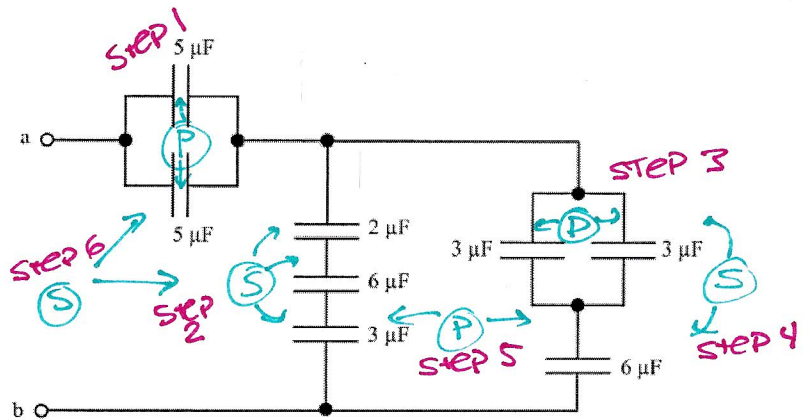 Step 1
5 μF
a
P
5 μF
STEP 3
P
3 μF
3 μF
2 μF
S
6 μF
3 μF
Step 6
S
Step
2
P
Step 5
S
Step 4
6 μF
b